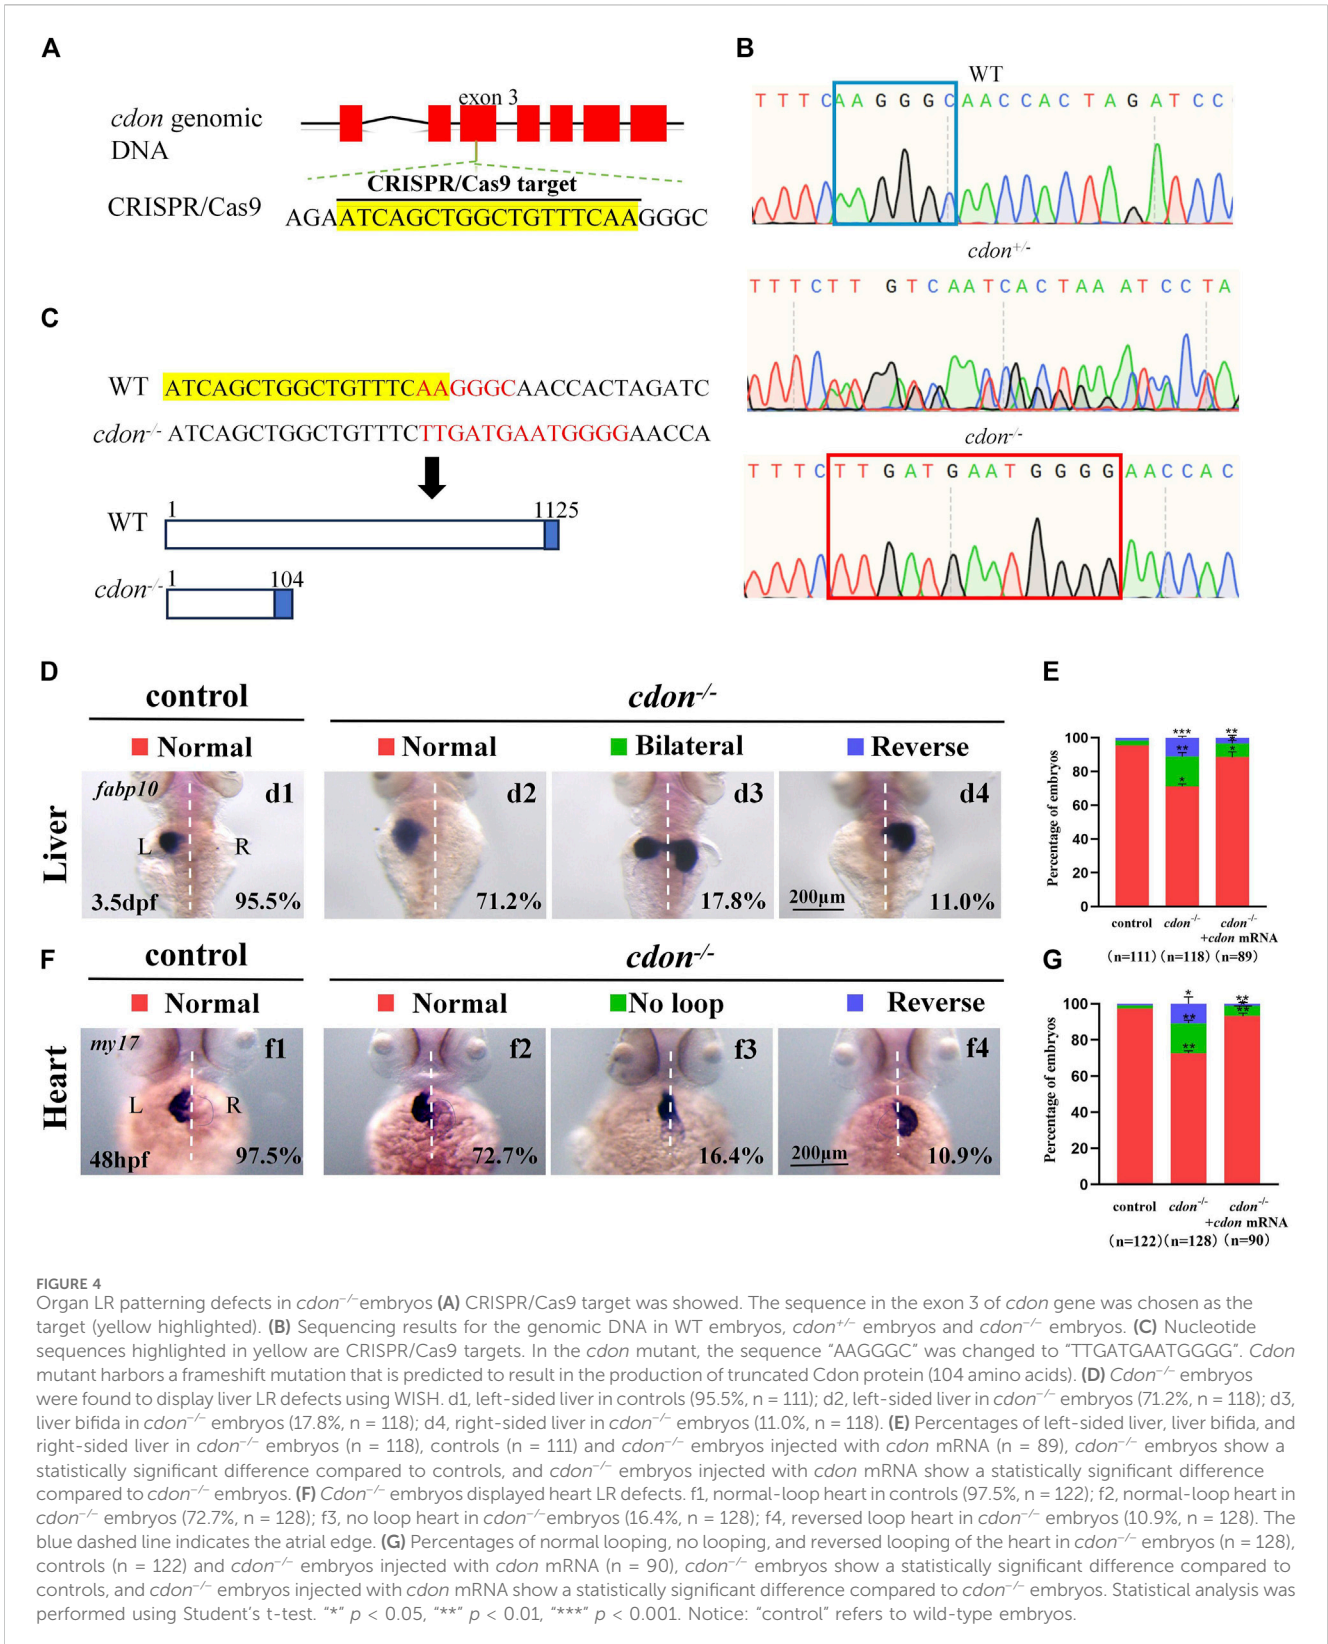 A
cdon genomic DNA
exon 3
CRISPR/Cas9 target
CRISPR/Cas9
AGAATCAGCTGGCTGTTTCAAGGGC
B
WT
TTTCAAGGGCAACCACTAGATCC
cdon+/-
TTTCTT GTCAATCACTAA ATCCTA
cdon-/-
TTTCTTGATGAATGGGGAACCAC
C
WT ATCAGCTGGCTGTTTCAAGGGCAACCACTAGATC
cdon-/- ATCAGCTGGCTGTTTCTTGATGAATGGGGAACCA
WT 1 1125
cdon-/- 1 104
D
control cdon-/-
Normal Normal Bilateral Reverse
Liver
fabp10 d1 d2 d3 d4
L R
3.5dpf 95.5% 71.2% 17.8% 200μm 11.0%
E
Percentage of embryos
100
80
60
40
20
0
*** ** * ** * *
control cdon-/- cdon-/- +cdon mRNA
(n=111) (n=118) (n=89)
F
control cdon-/-
Normal Normal No loop Reverse
Heart
my17 f1 f2 f3 f4
L R
48hpf 97.5% 72.7% 16.4% 200μm 10.9%
G
Percentage of embryos
100
80
60
40
20
0
* ** ** ** * **
control cdon-/- cdon-/- +cdon mRNA
(n=122) (n=128) (n=90)
FIGURE 4
Organ LR patterning defects in cdon−/−embryos (A) CRISPR/Cas9 target was showed. The sequence in the exon 3 of cdon gene was chosen as the
target (yellow highlighted). (B) Sequencing results for the genomic DNA in WT embryos, cdon+/− embryos and cdon−/− embryos. (C) Nucleotide
sequences highlighted in yellow are CRISPR/Cas9 targets. In the cdon mutant, the sequence "AAGGGC" was changed to "TTGATGAATGGGG". Cdon
mutant harbors a frameshift mutation that is predicted to result in the production of truncated Cdon protein (104 amino acids). (D) Cdon−/− embryos
were found to display liver LR defects using WISH. d1, left-sided liver in controls (95.5%, n = 111); d2, left-sided liver in cdon−/− embryos (71.2%, n = 118); d3,
liver bifida in cdon−/− embryos (17.8%, n = 118); d4, right-sided liver in cdon−/− embryos (11.0%, n = 118). (E) Percentages of left-sided liver, liver bifida, and
right-sided liver in cdon−/− embryos (n = 118), controls (n = 111) and cdon−/− embryos injected with cdon mRNA (n = 89), cdon−/− embryos show a
statistically significant difference compared to controls, and cdon−/− embryos injected with cdon mRNA show a statistically significant difference
compared to cdon−/− embryos. (F) Cdon−/− embryos displayed heart LR defects. f1, normal-loop heart in controls (97.5%, n = 122); f2, normal-loop heart in
cdon−/− embryos (72.7%, n = 128); f3, no loop heart in cdon−/−embryos (16.4%, n = 128); f4, reversed loop heart in cdon−/− embryos (10.9%, n = 128). The
blue dashed line indicates the atrial edge. (G) Percentages of normal looping, no looping, and reversed looping of the heart in cdon−/− embryos (n = 128),
controls (n = 122) and cdon−/− embryos injected with cdon mRNA (n = 90), cdon−/− embryos show a statistically significant difference compared to
controls, and cdon−/− embryos injected with cdon mRNA show a statistically significant difference compared to cdon−/− embryos. Statistical analysis was
performed using Student's t-test. "*" p < 0.05, "**" p < 0.01, "***" p < 0.001. Notice: "control" refers to wild-type embryos.